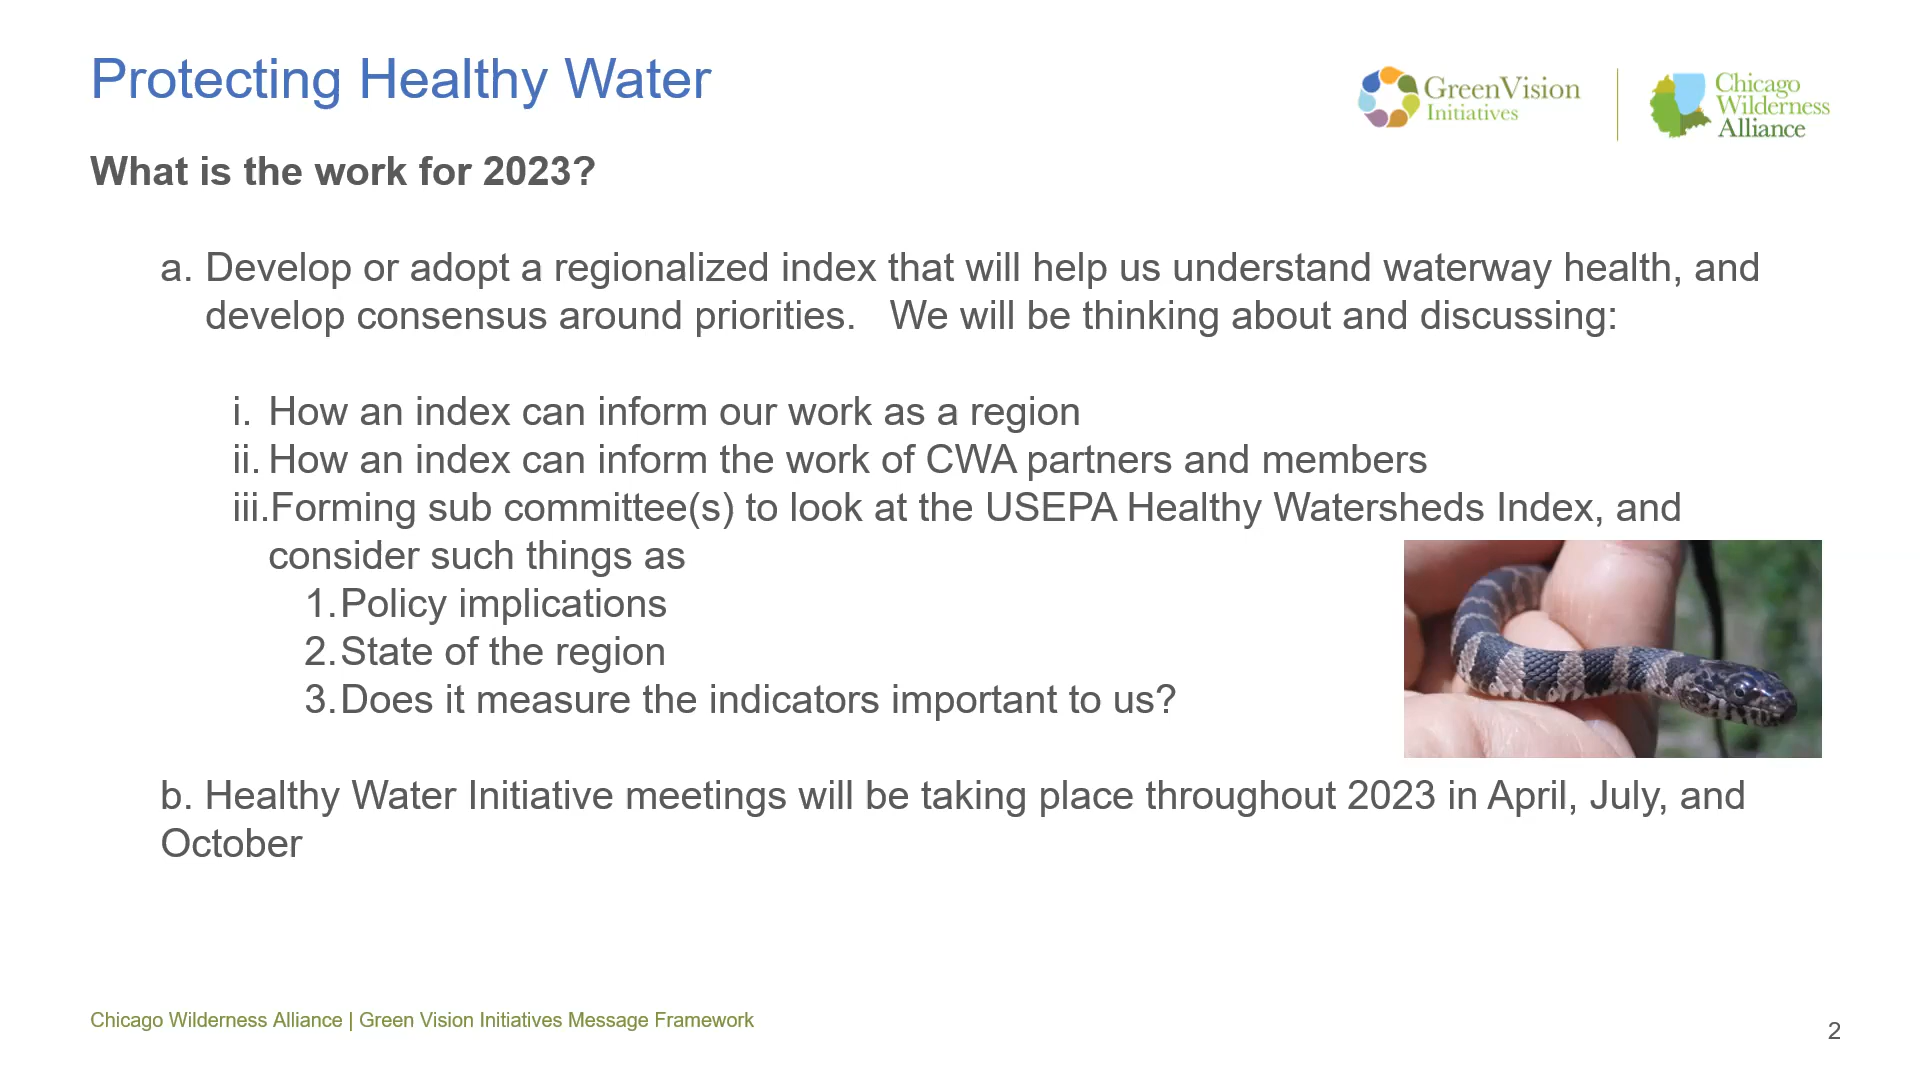 Protecting Healthy Water
GreenVision
Initiatives
Chicago
Wilderness
Alliance
What is the work for 2023?
a. Develop or adopt a regionalized index that will help us understand waterway health, and
develop consensus around priorities.   We will be thinking about and discussing:
i. How an index can inform our work as a region
ii. How an index can inform the work of CWA partners and members
iii.Forming sub committee(s) to look at the USEPA Healthy Watersheds Index, and
consider such things as
1.Policy implications
2.State of the region
3.Does it measure the indicators important to us?
b. Healthy Water Initiative meetings will be taking place throughout 2023 in April, July, and
October
Chicago Wilderness Alliance | Green Vision Initiatives Message Framework
2